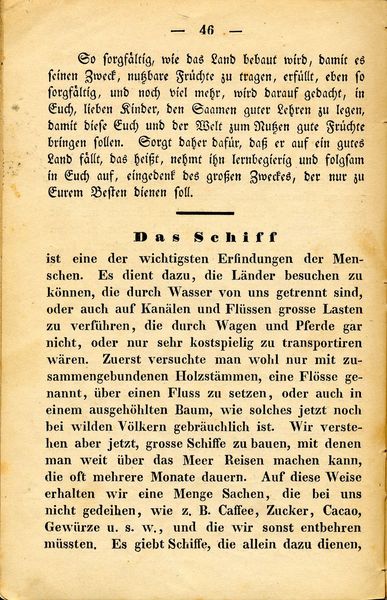 — 46 —
So sorgfältig, wie das Land bebaut wird, damit es
seinen Zweck, nutzbare Früchte zu tragen, erfüllt, eben so
sorgfältig, und noch viel mehr, wird darauf gedacht, in
Euch, lieben Kinder, den Saamen guter Lehren zu legen,
damit diese Euch und der Welt zum Nutzen gute Früchte
bringen sollen. Sorgt daher dafür, daß er auf ein gutes
Land fällt, das heißt, nehmt ihn lernbegierig und folgsam
in Euch auf, eingedenk des großen Zweckes, der nur zu
Eurem Besten dienen soll.
Das Schiff
ist eine der wichtigsten Erfindungen der Men-
schen. Es dient dazu, die Länder besuchen zu
können, die durch Wasser von uns getrennt sind,
oder auch auf Kanälen und Flüssen grosse Lasten
zu verführen, die durch Wagen und Pferde gar
nicht, oder nur sehr kostspielig zu transportiren
wären. Zuerst versuchte man wohl nur mit zu-
sammengebundenen Holzstämmen, eine Flösse ge-
nannt, über einen Fluss zu setzen, oder auch in
einem ausgehöhlten Baum, wie solches jetzt noch
bei wilden Völkern gebräuchlich ist. Wir verste-
hen aber jetzt, grosse Schiffe zu bauen, mit denen
man weit über das Meer Reisen machen kann,
die oft mehrere Monate dauern. Auf diese Weise
erhalten wir eine Menge Sachen, die bei uns
nicht gedeihen, wie z. B. Caffee, Zucker, Cacao,
Gewürze u. s. w., und die wir sonst entbehren
müssten. Es giebt Schiffe, die allein dazu dienen,